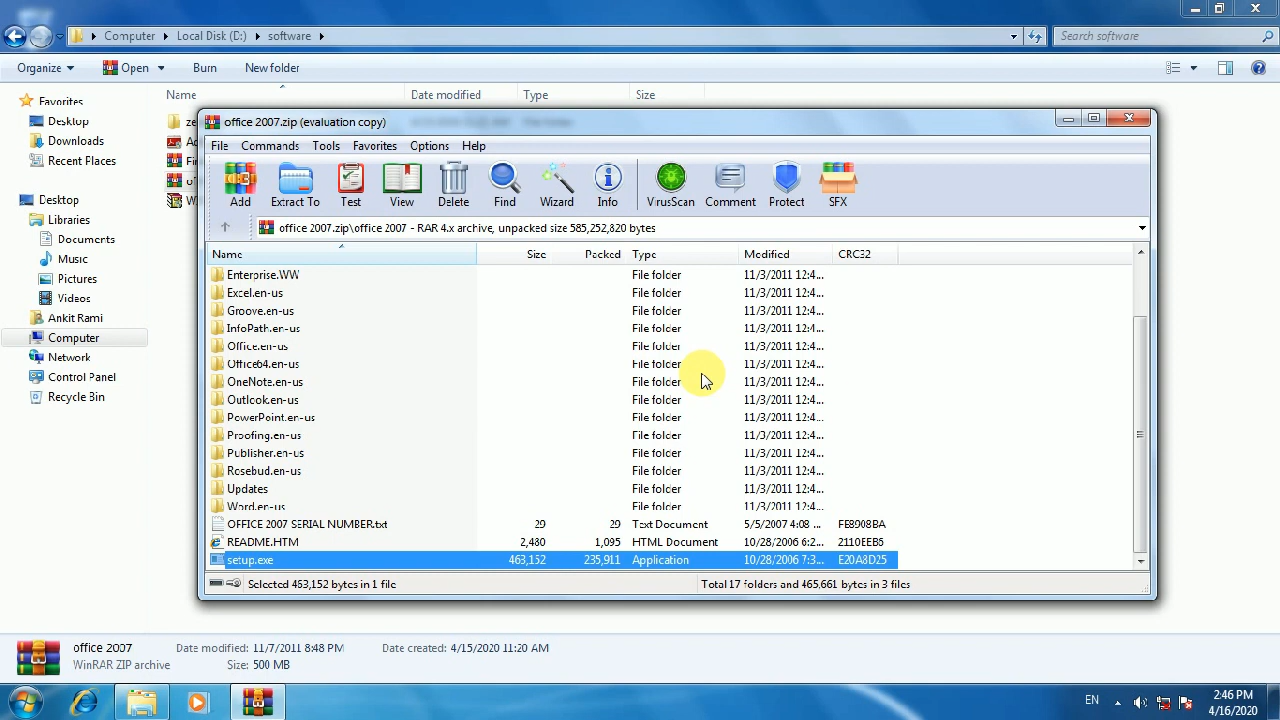 Computer Local Disk (D:) software
Search software
Organize Open Burn New folder
Favorites
Desktop
Downloads
Recent Places
Desktop
Libraries
Documents
Music
Pictures
Videos
Ankit Rami
Computer
Network
Control Panel
Recycle Bin
Name Date modified Type Size
office 2007.zip (evaluation copy)
File Commands Tools Favorites Options Help
Add Extract To Test View Delete Find Wizard Info VirusScan Comment Protect SFX
office 2007.zip\office 2007 - RAR 4.x archive, unpacked size 585,252,820 bytes
Name Size Packed Type Modified CRC32
Enterprise.WW File folder 11/3/2011 12:4...
Excel.en-us File folder 11/3/2011 12:4...
Groove.en-us File folder 11/3/2011 12:4...
InfoPath.en-us File folder 11/3/2011 12:4...
Office.en-us File folder 11/3/2011 12:4...
Office64.en-us File folder 11/3/2011 12:4...
OneNote.en-us File folder 11/3/2011 12:4...
Outlook.en-us File folder 11/3/2011 12:4...
PowerPoint.en-us File folder 11/3/2011 12:4...
Proofing.en-us File folder 11/3/2011 12:4...
Publisher.en-us File folder 11/3/2011 12:4...
Rosebud.en-us File folder 11/3/2011 12:4...
Updates File folder 11/3/2011 12:4...
Word.en-us File folder 11/3/2011 12:4...
OFFICE 2007 SERIAL NUMBER.txt 29 29 Text Document 5/5/2007 4:08 ... FE8908BA
README.HTM 2,480 1,095 HTML Document 10/28/2006 6:2... 2110EEB5
setup.exe 463,152 235,911 Application 10/28/2006 7:3... E20A8D25
Selected 463,152 bytes in 1 file Total 17 folders and 465,661 bytes in 3 files
office 2007 Date modified: 11/7/2011 8:48 PM Date created: 4/15/2020 11:20 AM
WinRAR ZIP archive Size: 500 MB
EN 2:46 PM
4/16/2020